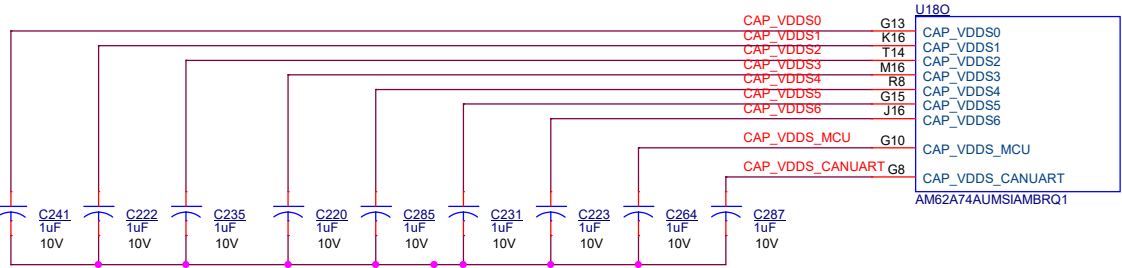 U18O
CAP_VDDS0 G13 CAP_VDDS0
CAP_VDDS1 K16 CAP_VDDS1
CAP_VDDS2 T14 CAP_VDDS2
CAP_VDDS3 M16 CAP_VDDS3
CAP_VDDS4 R8 CAP_VDDS4
CAP_VDDS5 G15 CAP_VDDS5
CAP_VDDS6 J16 CAP_VDDS6
CAP_VDDS_MCU G10 CAP_VDDS_MCU
CAP_VDDS_CANUART G8 CAP_VDDS_CANUART
AM62A74AUMSIAMBRQ1
C241 C222 C235 C220 C285 C231 C223 C264 C287
1uF 1uF 1uF 1uF 1uF 1uF 1uF 1uF 1uF
10V 10V 10V 10V 10V 10V 10V 10V 10V